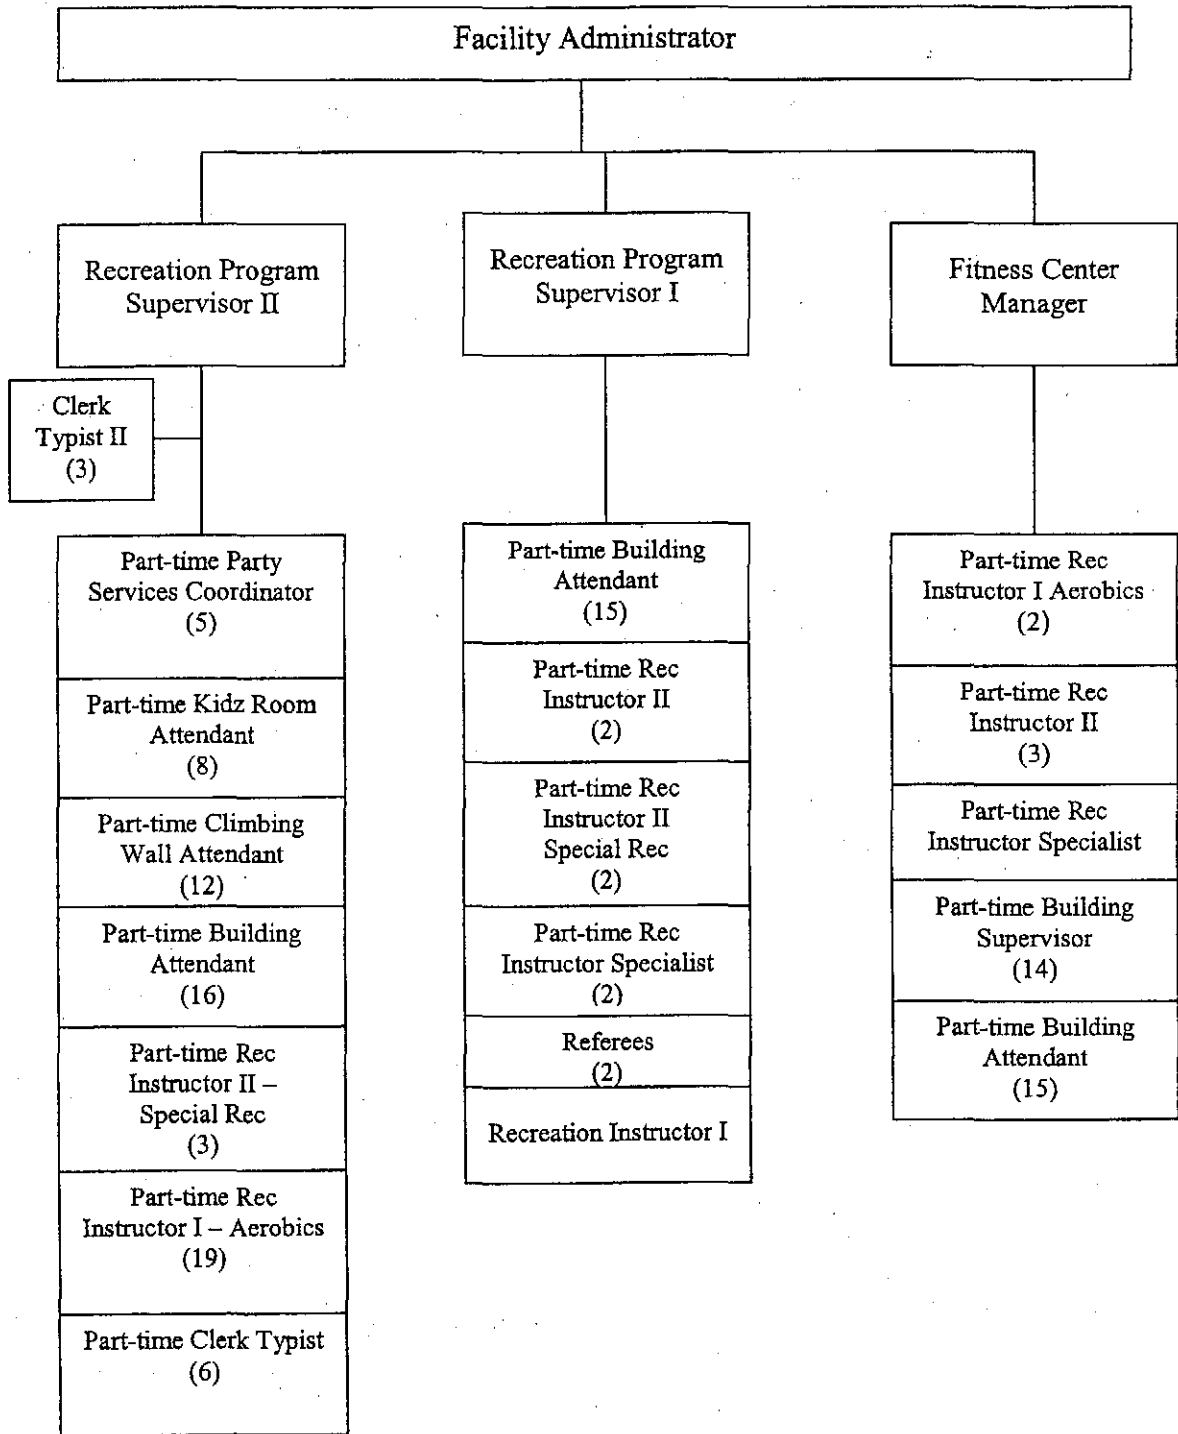 Facility Administrator
Recreation Program
Supervisor II
Recreation Program
Supervisor I
Fitness Center
Manager
Clerk
Typist II
(3)
Part-time Party
Services Coordinator
(5)
Part-time Kidz Room
Attendant
(8)
Part-time Climbing
Wall Attendant
(12)
Part-time Building
Attendant
(16)
Part-time Rec
Instructor II –
Special Rec
(3)
Part-time Rec
Instructor I – Aerobics
(19)
Part-time Clerk Typist
(6)
Part-time Building
Attendant
(15)
Part-time Rec
Instructor II
(2)
Part-time Rec
Instructor II
Special Rec
(2)
Part-time Rec
Instructor Specialist
(2)
Referees
(2)
Recreation Instructor I
Part-time Rec
Instructor I Aerobics
(2)
Part-time Rec
Instructor II
(3)
Part-time Rec
Instructor Specialist
Part-time Building
Supervisor
(14)
Part-time Building
Attendant
(15)